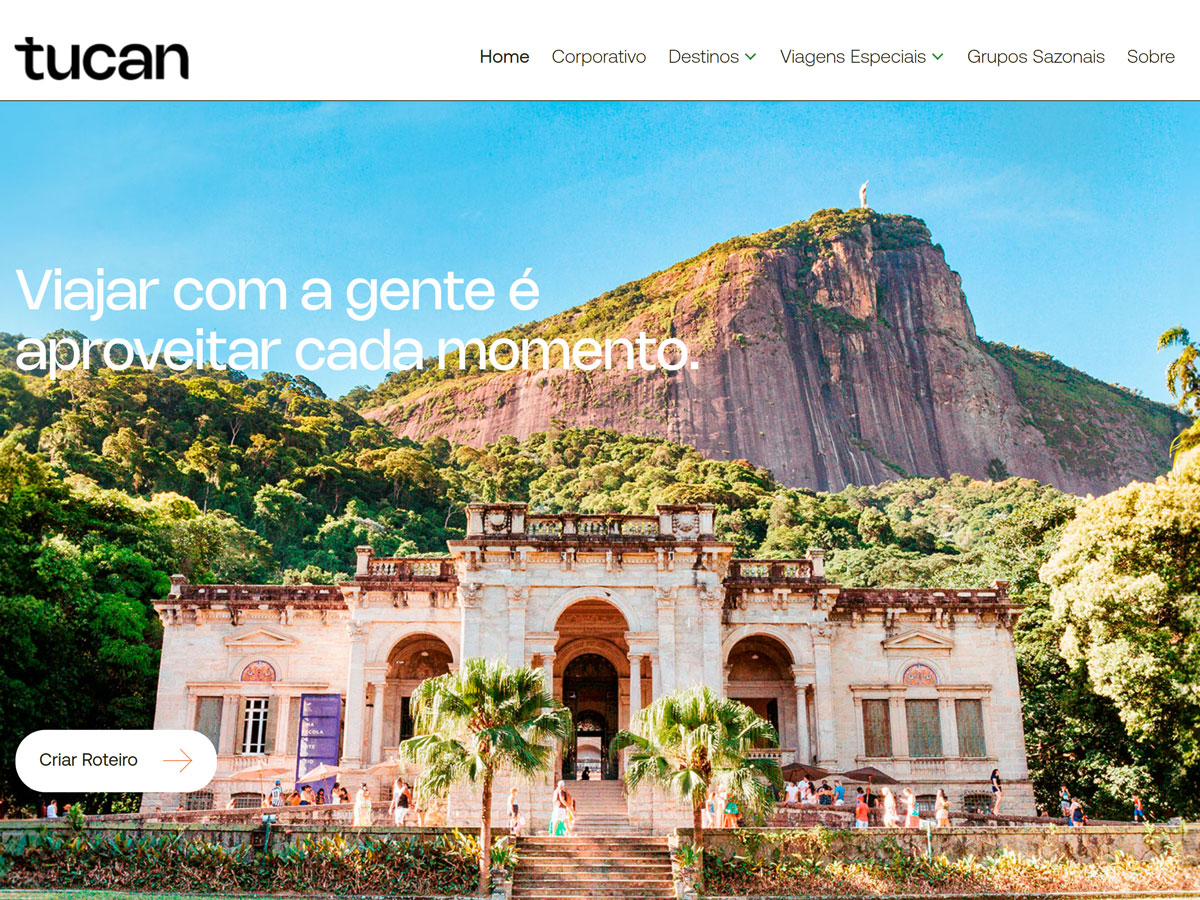 tucan
Home Corporativo Destinos Viagens Especiais Grupos Sazonais Sobre
Viajar com a gente é
aproveitar cada momento.
Criar Roteiro